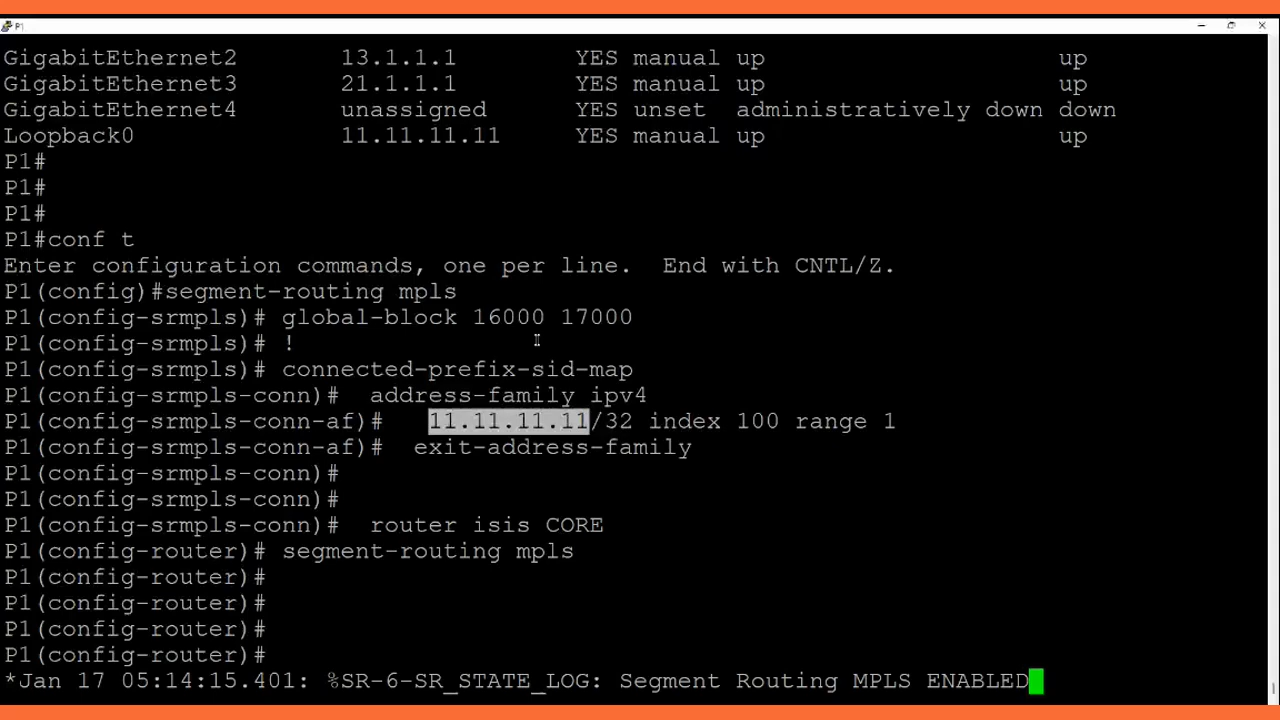 P1
GigabitEthernet2       13.1.1.1        YES manual up                    up
GigabitEthernet3       21.1.1.1        YES manual up                    up
GigabitEthernet4       unassigned      YES unset  administratively down down
Loopback0              11.11.11.11     YES manual up                    up
P1#
P1#
P1#
P1#conf t
Enter configuration commands, one per line.  End with CNTL/Z.
P1(config)#segment-routing mpls
P1(config-srmpls)# global-block 16000 17000
P1(config-srmpls)# !
P1(config-srmpls)# connected-prefix-sid-map
P1(config-srmpls-conn)#  address-family ipv4
P1(config-srmpls-conn-af)#   11.11.11.11/32 index 100 range 1
P1(config-srmpls-conn-af)#  exit-address-family
P1(config-srmpls-conn)#
P1(config-srmpls-conn)#
P1(config-srmpls-conn)#  router isis CORE
P1(config-router)# segment-routing mpls
P1(config-router)#
P1(config-router)#
P1(config-router)#
P1(config-router)#
*Jan 17 05:14:15.401: %SR-6-SR_STATE_LOG: Segment Routing MPLS ENABLED